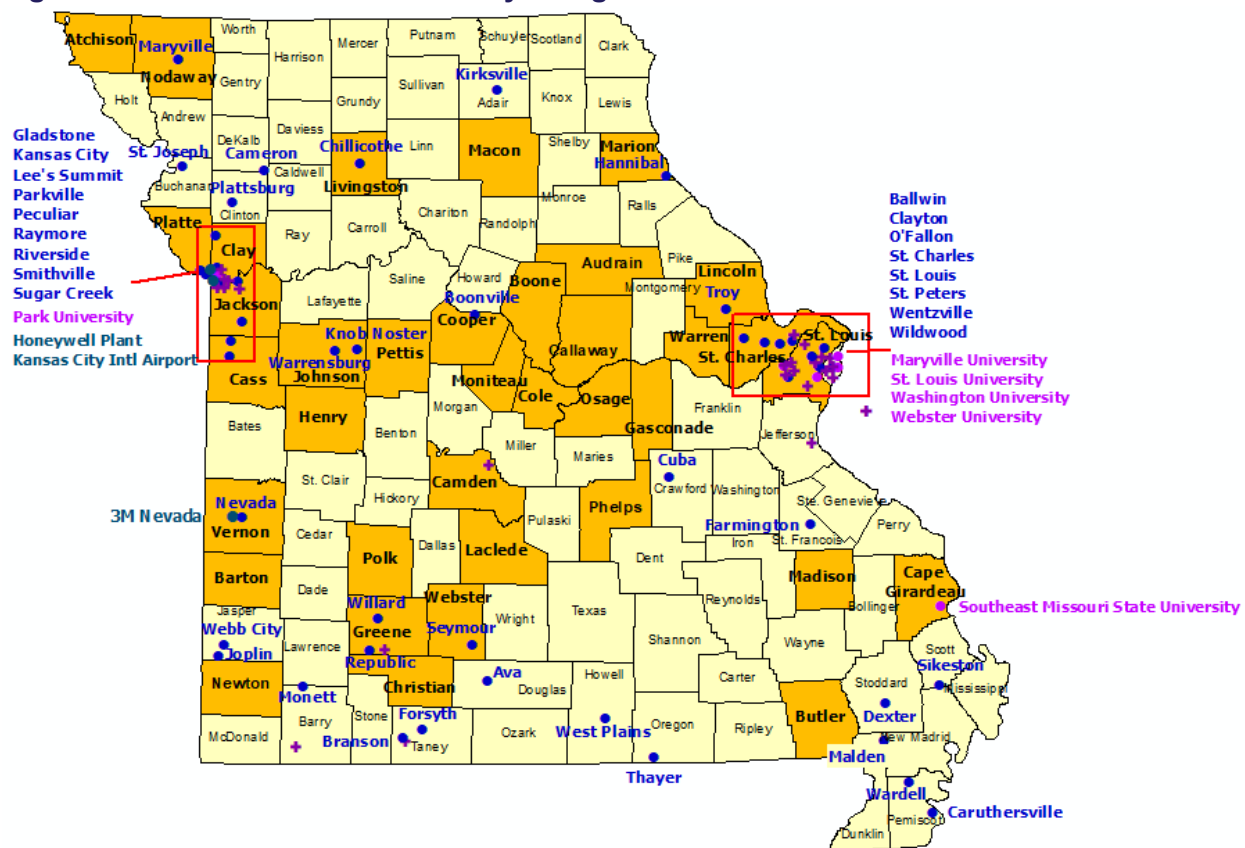 Atchison
Maryville
Nodaway
Worth
Harrison
Mercer
Putnam
Schuyler
Scotland
Clark
Holt
Andrew
Gentry
Grundy
Sullivan
Kirksville
Adair
Knox
Lewis
DeKalb
Daviess
Chillicothe
Livingston
Linn
Macon
Shelby
Marion
Hannibal
St. Joseph
Buchanan
Cameron
Caldwell
Plattsburg
Clinton
Ray
Carroll
Chariton
Randolph
Monroe
Ralls
Pike
Gladstone
Kansas City
Lee's Summit
Parkville
Peculiar
Raymore
Riverside
Smithville
Sugar Creek
Park University
Honeywell Plant
Kansas City Intl Airport
Platte
Clay
Jackson
Lafayette
Saline
Howard
Boonville
Cooper
Boone
Audrain
Callaway
Montgomery
Lincoln
Troy
Warren
St. Charles
St. Louis
Ballwin
Clayton
O'Fallon
St. Charles
St. Louis
St. Peters
Wentzville
Wildwood
Maryville University
St. Louis University
Washington University
Webster University
Cass
Warrensburg
Johnson
Knob Noster
Pettis
Moniteau
Cole
Osage
Gasconade
Franklin
Jefferson
Bates
Henry
Benton
Morgan
Miller
Maries
Camden
St. Clair
Hickory
Pulaski
Phelps
Cuba
Crawford
Washington
Ste. Genevieve
Farmington
St. Francois
Perry
3M Nevada
Nevada
Vernon
Cedar
Polk
Dallas
Laclede
Dent
Iron
Madison
Bollinger
Cape
Girardeau
Southeast Missouri State University
Barton
Dade
Willard
Greene
Republic
Webster
Seymour
Wright
Texas
Shannon
Reynolds
Wayne
Jasper
Webb City
Joplin
Lawrence
Newton
Monett
Barry
McDonald
Stone
Christian
Forsyth
Branson
Taney
Ava
Douglas
Ozark
Howell
West Plains
Oregon
Thayer
Carter
Ripley
Butler
Stoddard
Dexter
Scott
Sikeston
Mississippi
New Madrid
Malden
Wardell
Pemiscot
Caruthersville
Dunklin